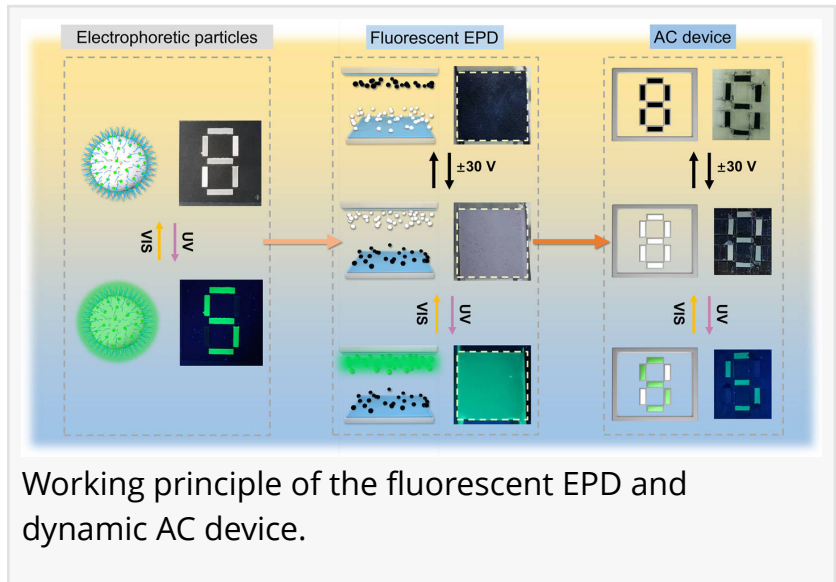 Electrophoretic particles
Fluorescent EPD
AC device
±30 V
±30 V
VIS
UV
VIS
UV
VIS
UV
Working principle of the fluorescent EPD and
dynamic AC device.